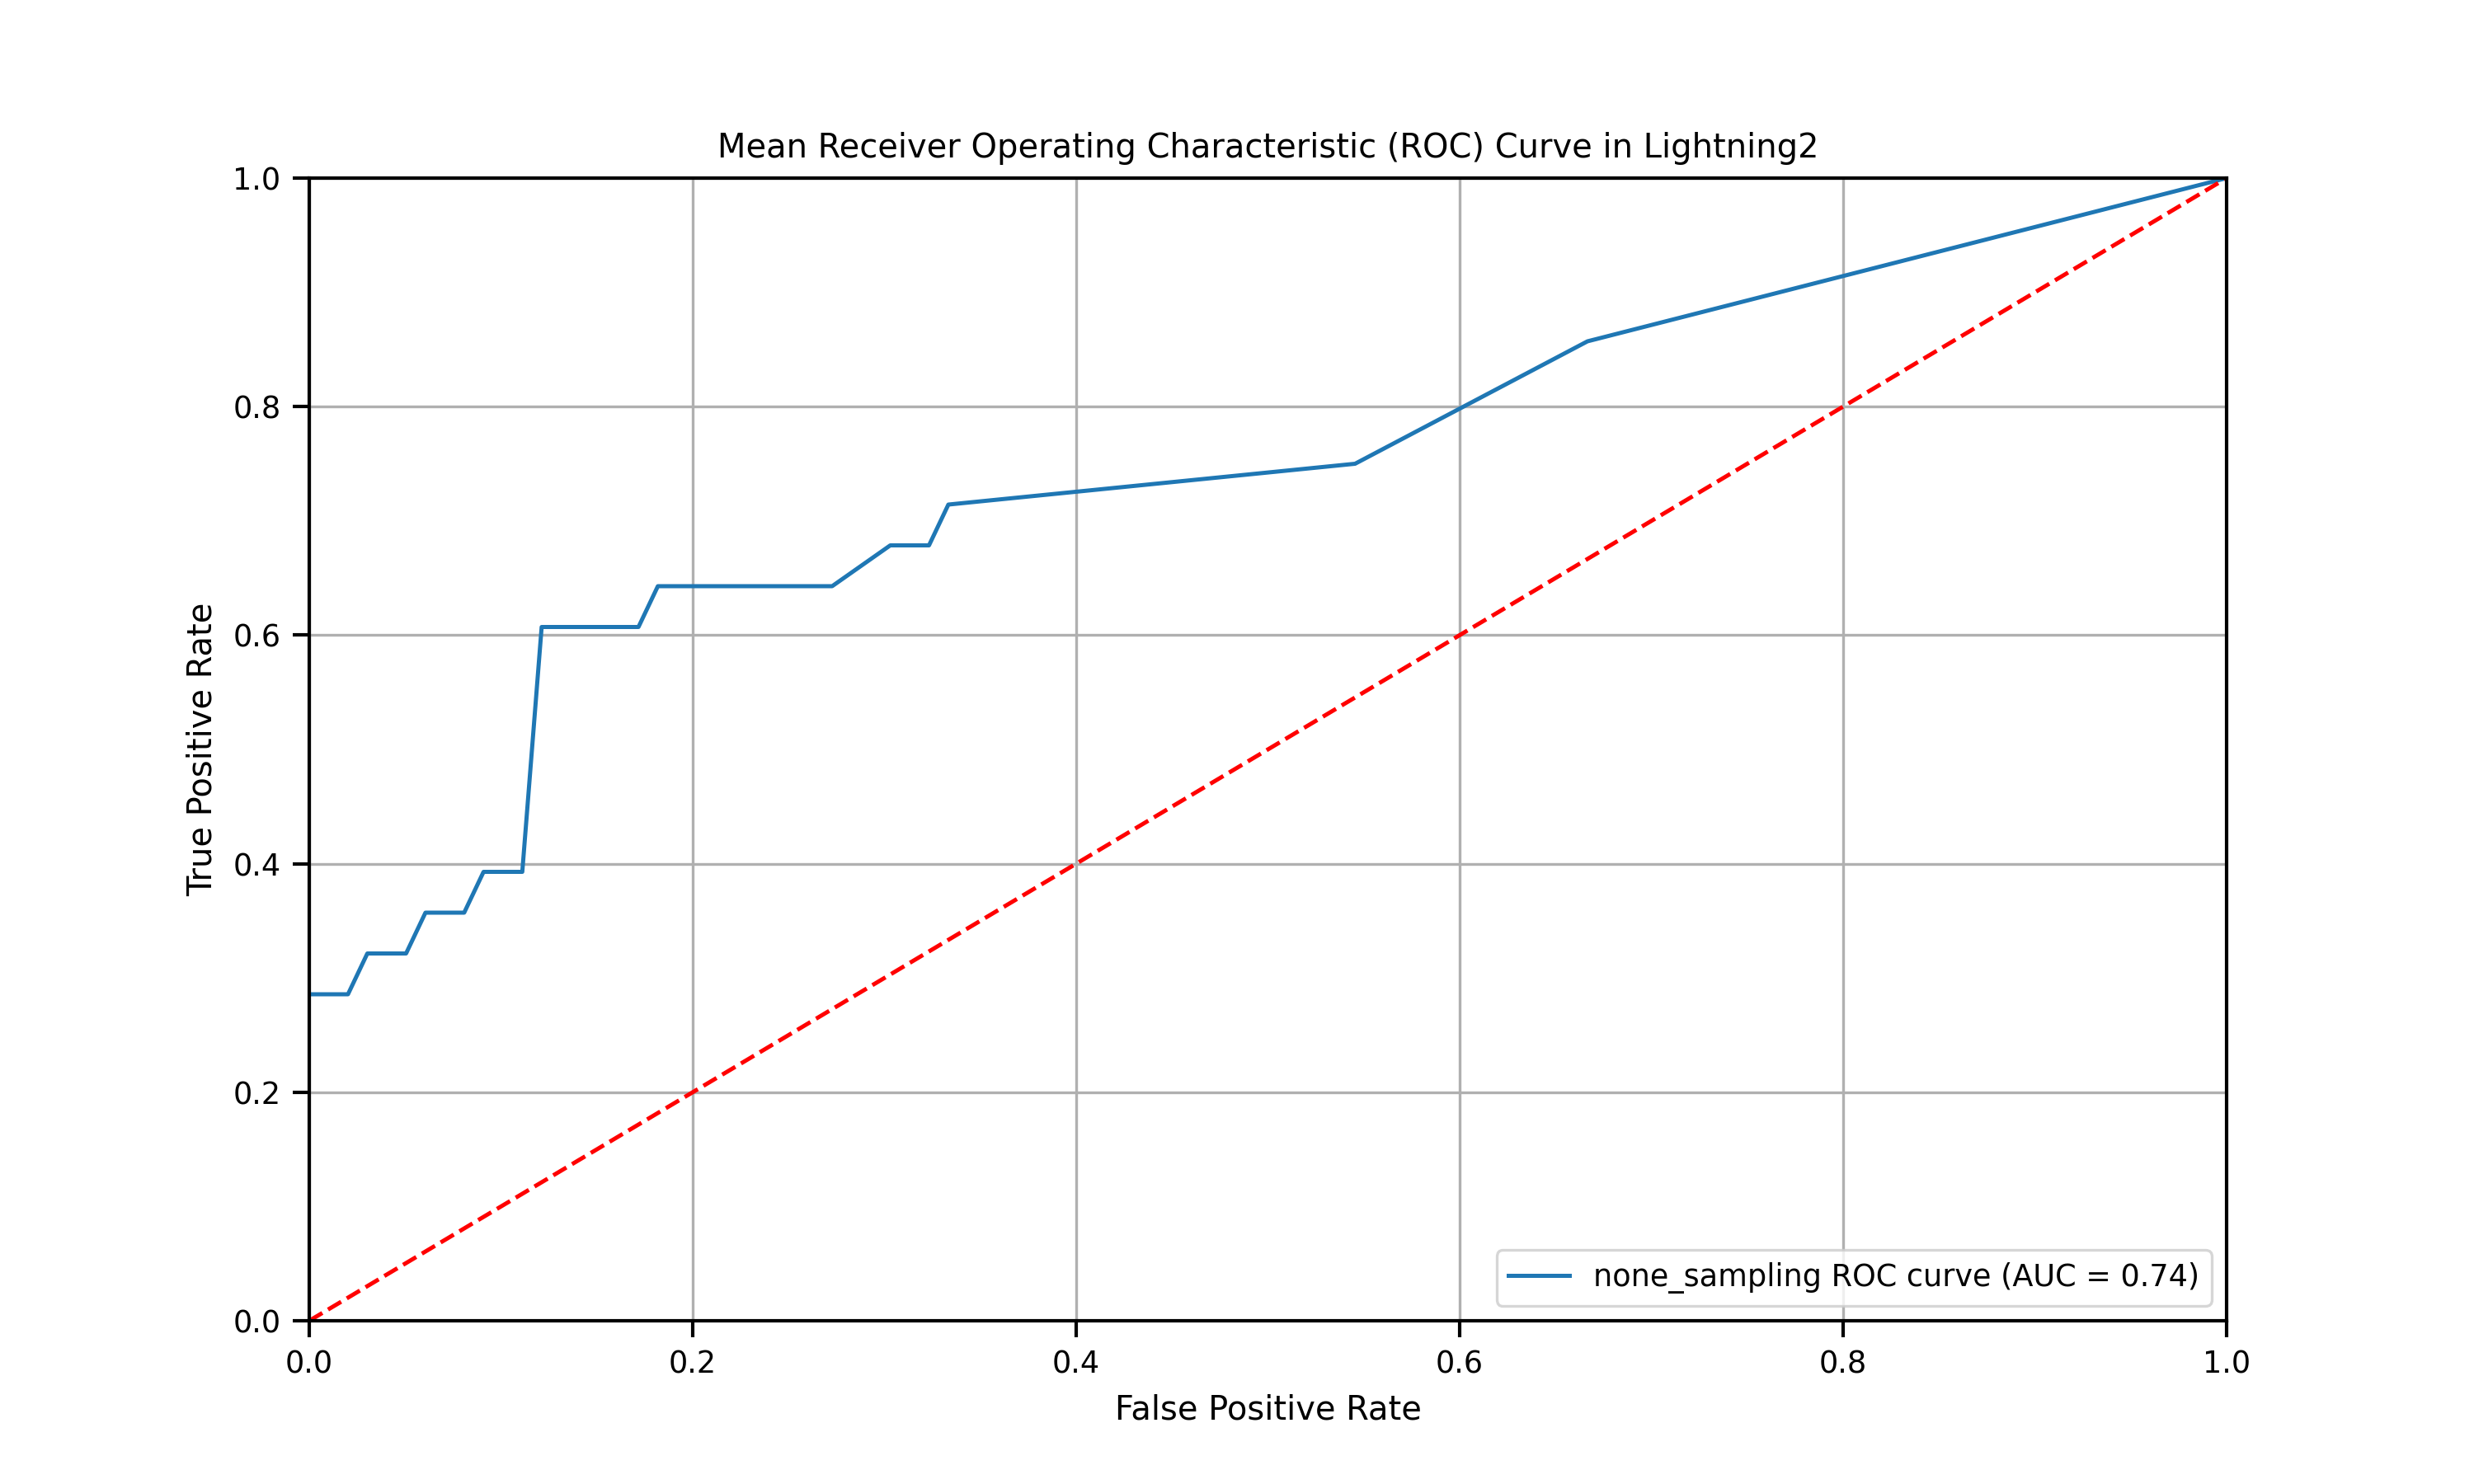 Mean Receiver Operating Characteristic (ROC) Curve in Lightning2
1.0
0.8
0.6
0.4
0.2
0.0
True Positive Rate
none_sampling ROC curve (AUC = 0.74)
0.0 0.2 0.4 0.6 0.8 1.0
False Positive Rate